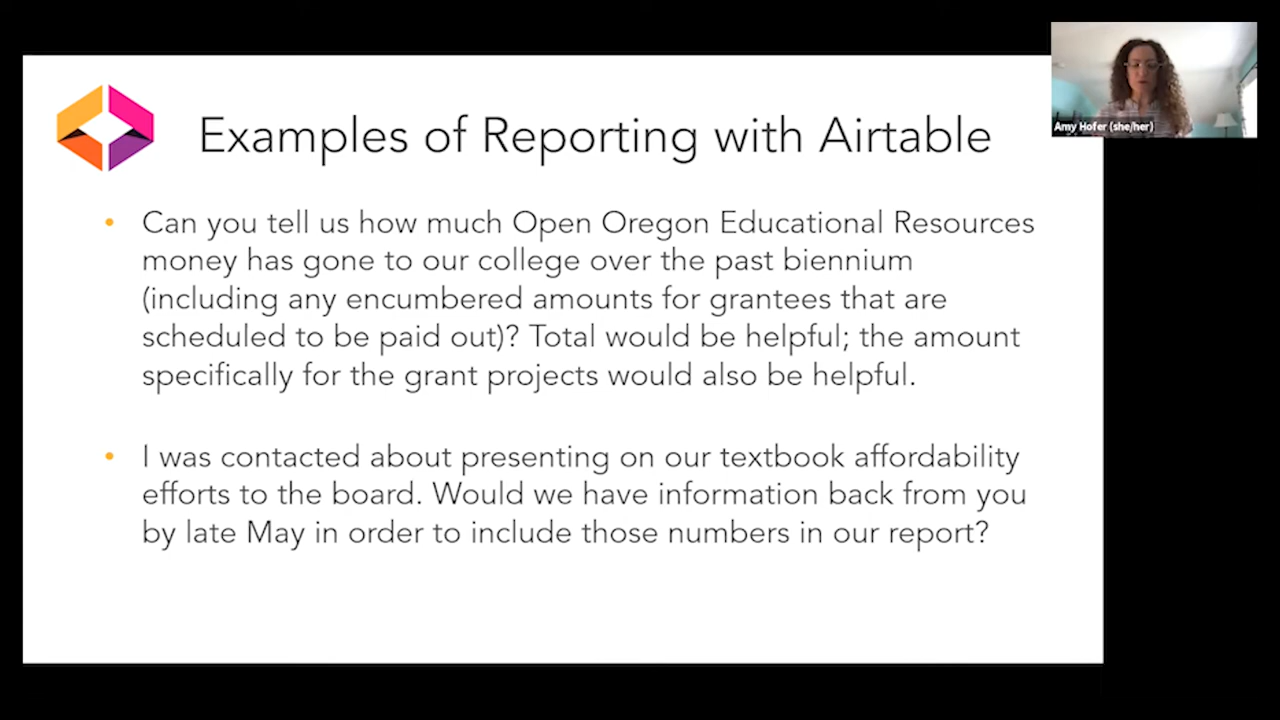 Examples of Reporting with Airtable
Amy Hofer (she/her)
• Can you tell us how much Open Oregon Educational Resources
money has gone to our college over the past biennium
(including any encumbered amounts for grantees that are
scheduled to be paid out)? Total would be helpful; the amount
specifically for the grant projects would also be helpful.
• I was contacted about presenting on our textbook affordability
efforts to the board. Would we have information back from you
by late May in order to include those numbers in our report?